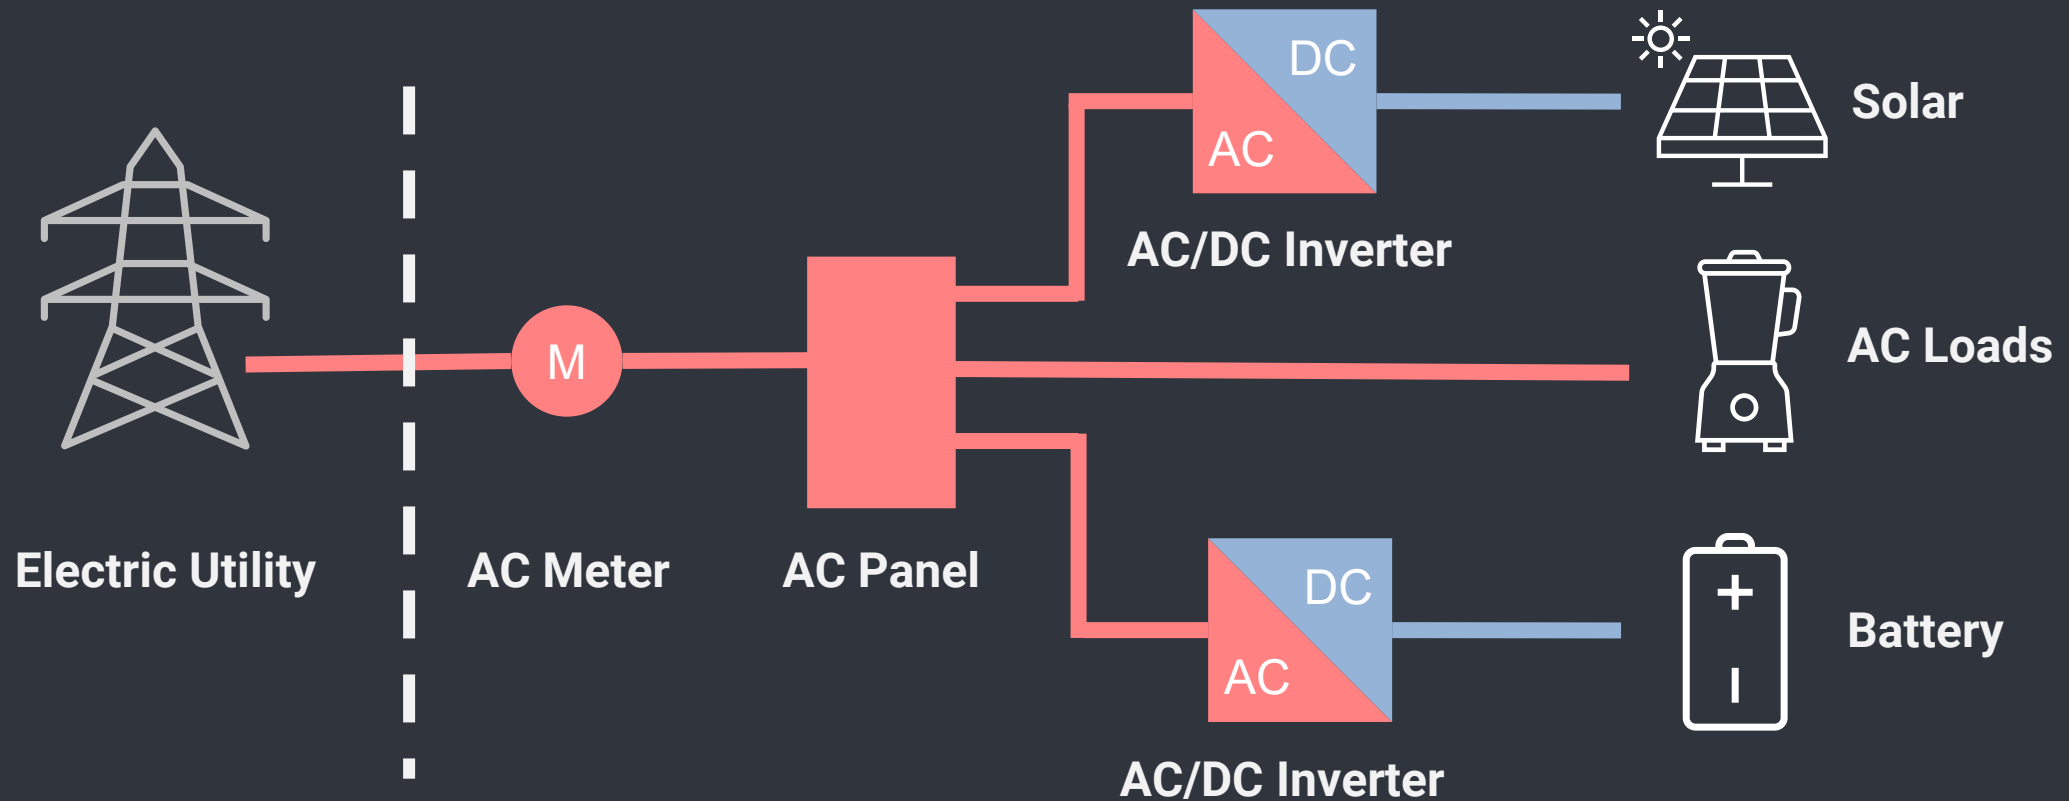 DC
AC
Solar
AC/DC Inverter
M
AC Loads
Electric Utility
AC Meter
AC Panel
DC
AC
Battery
AC/DC Inverter